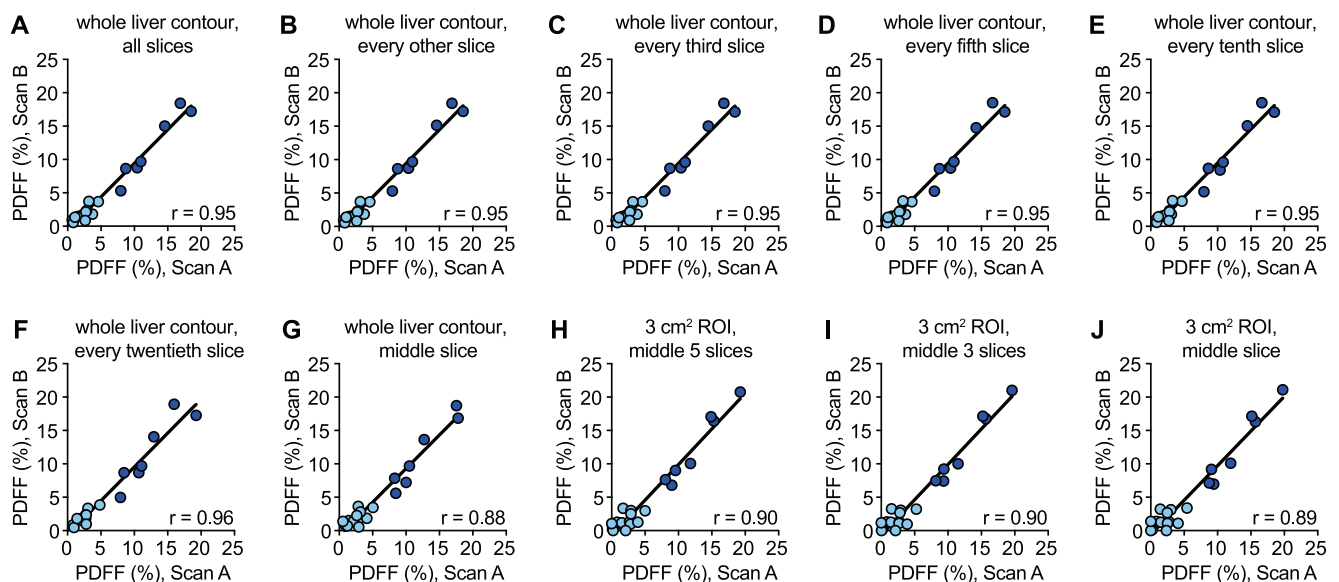 A
whole liver contour,
all slices
PDFF (%), Scan B
25
20
15
10
5
0
r = 0.95
0 5 10 15 20 25
PDFF (%), Scan A
B
whole liver contour,
every other slice
PDFF (%), Scan B
25
20
15
10
5
0
r = 0.95
0 5 10 15 20 25
PDFF (%), Scan A
C
whole liver contour,
every third slice
PDFF (%), Scan B
25
20
15
10
5
0
r = 0.95
0 5 10 15 20 25
PDFF (%), Scan A
D
whole liver contour,
every fifth slice
PDFF (%), Scan B
25
20
15
10
5
0
r = 0.95
0 5 10 15 20 25
PDFF (%), Scan A
E
whole liver contour,
every tenth slice
PDFF (%), Scan B
25
20
15
10
5
0
r = 0.95
0 5 10 15 20 25
PDFF (%), Scan A
F
whole liver contour,
every twentieth slice
PDFF (%), Scan B
25
20
15
10
5
0
r = 0.96
0 5 10 15 20 25
PDFF (%), Scan A
G
whole liver contour,
middle slice
PDFF (%), Scan B
25
20
15
10
5
0
r = 0.88
0 5 10 15 20 25
PDFF (%), Scan A
H
3 cm² ROI,
middle 5 slices
PDFF (%), Scan B
25
20
15
10
5
0
r = 0.90
0 5 10 15 20 25
PDFF (%), Scan A
I
3 cm² ROI,
middle 3 slices
PDFF (%), Scan B
25
20
15
10
5
0
r = 0.90
0 5 10 15 20 25
PDFF (%), Scan A
J
3 cm² ROI,
middle slice
PDFF (%), Scan B
25
20
15
10
5
0
r = 0.89
0 5 10 15 20 25
PDFF (%), Scan A